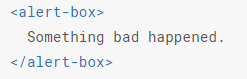 <alert-box>
  Something bad happened.
</alert-box>